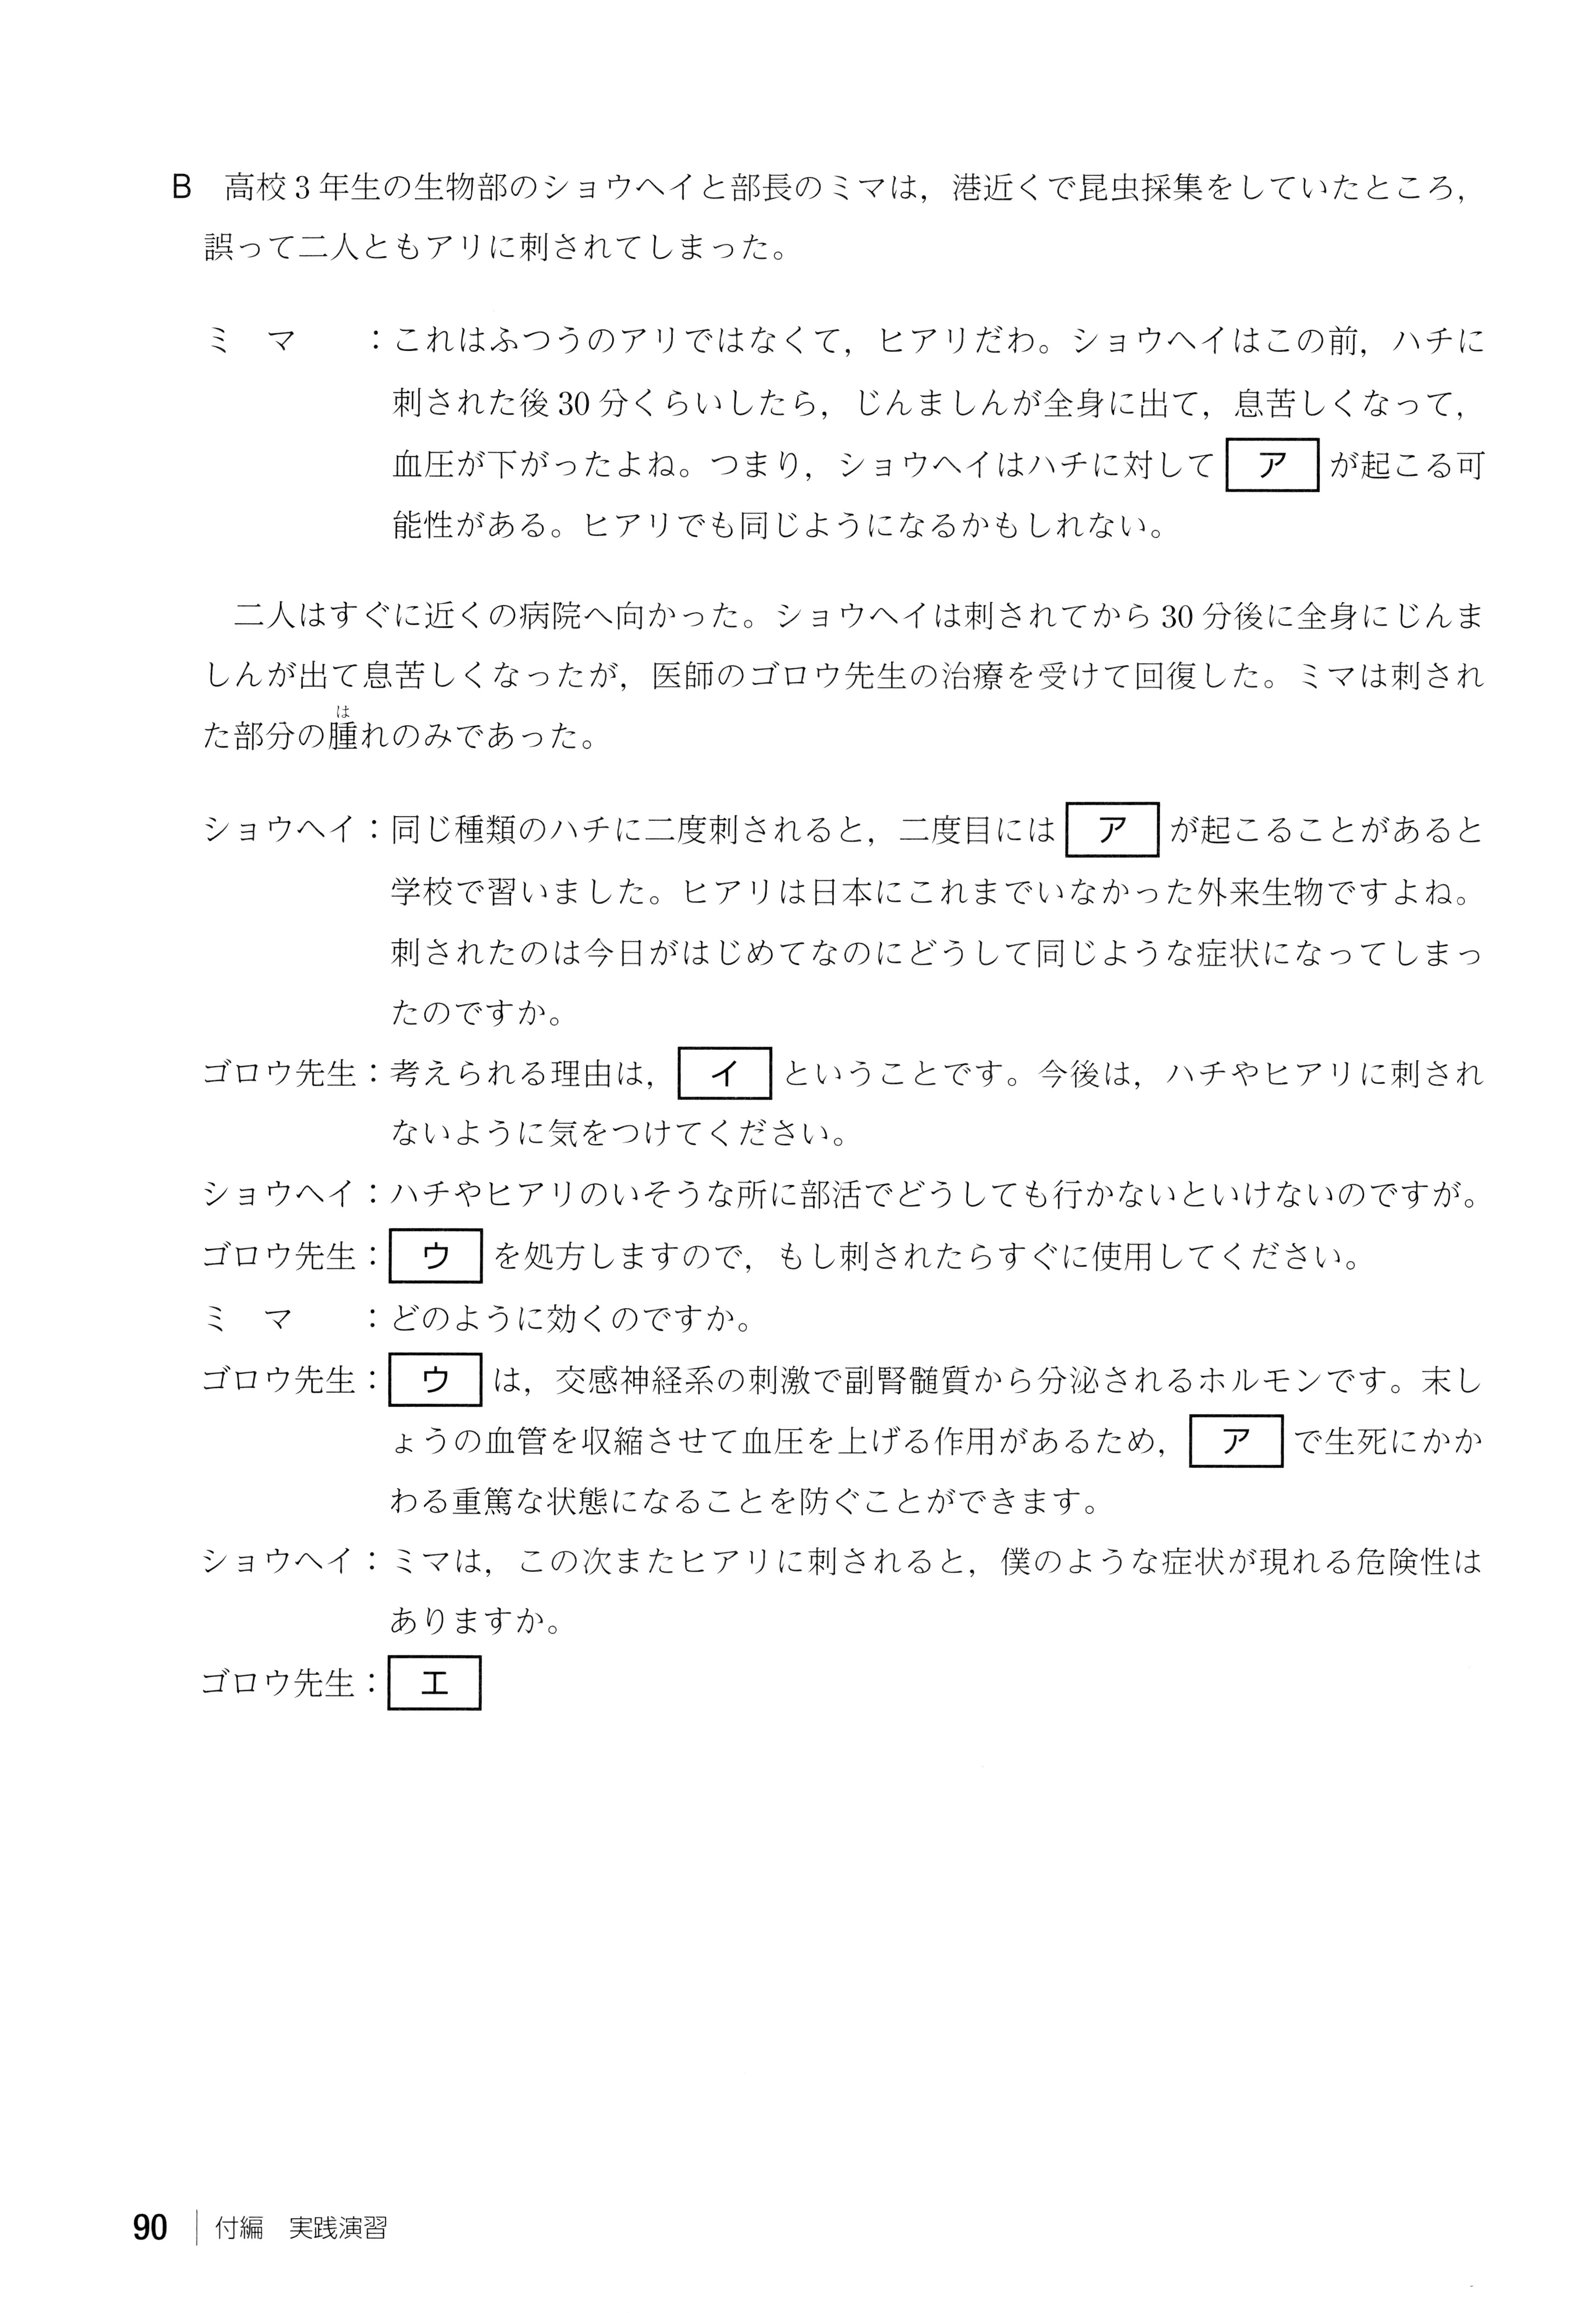 B 高校3年生の生物部のショウヘイと部長のミマは，港近くで昆虫採集をしていたところ，
誤って二人ともアリに刺されてしまった。
ミ マ ：これはふつうのアリではなくて，ヒアリだわ。ショウヘイはこの前，ハチに
刺された後30分くらいしたら，じんましんが全身に出て，息苦しくなって，
血圧が下がったよね。つまり，ショウヘイはハチに対して ア が起こる可
能性がある。ヒアリでも同じようになるかもしれない。
二人はすぐに近くの病院へ向かった。ショウヘイは刺されてから30分後に全身にじんま
しんが出て息苦しくなったが，医師のゴロウ先生の治療を受けて回復した。ミマは刺され
は
た部分の腫れのみであった。
ショウヘイ：同じ種類のハチに二度刺されると，二度目には ア が起こることがあると
学校で習いました。ヒアリは日本にこれまでいなかった外来生物ですよね。
刺されたのは今日がはじめてなのにどうして同じような症状になってしまっ
たのですか。
ゴロウ先生：考えられる理由は， イ ということです。今後は，ハチやヒアリに刺され
ないように気をつけてください。
ショウヘイ：ハチやヒアリのいそうな所に部活でどうしても行かないといけないのですが。
ゴロウ先生： ウ を処方しますので，もし刺されたらすぐに使用してください。
ミ マ ：どのように効くのですか。
ゴロウ先生： ウ は，交感神経系の刺激で副腎髄質から分泌されるホルモンです。末し
ょうの血管を収縮させて血圧を上げる作用があるため， ア で生死にかか
わる重篤な状態になることを防ぐことができます。
ショウヘイ：ミマは，この次またヒアリに刺されると，僕のような症状が現れる危険性は
ありますか。
ゴロウ先生： エ
90 付編 実践演習